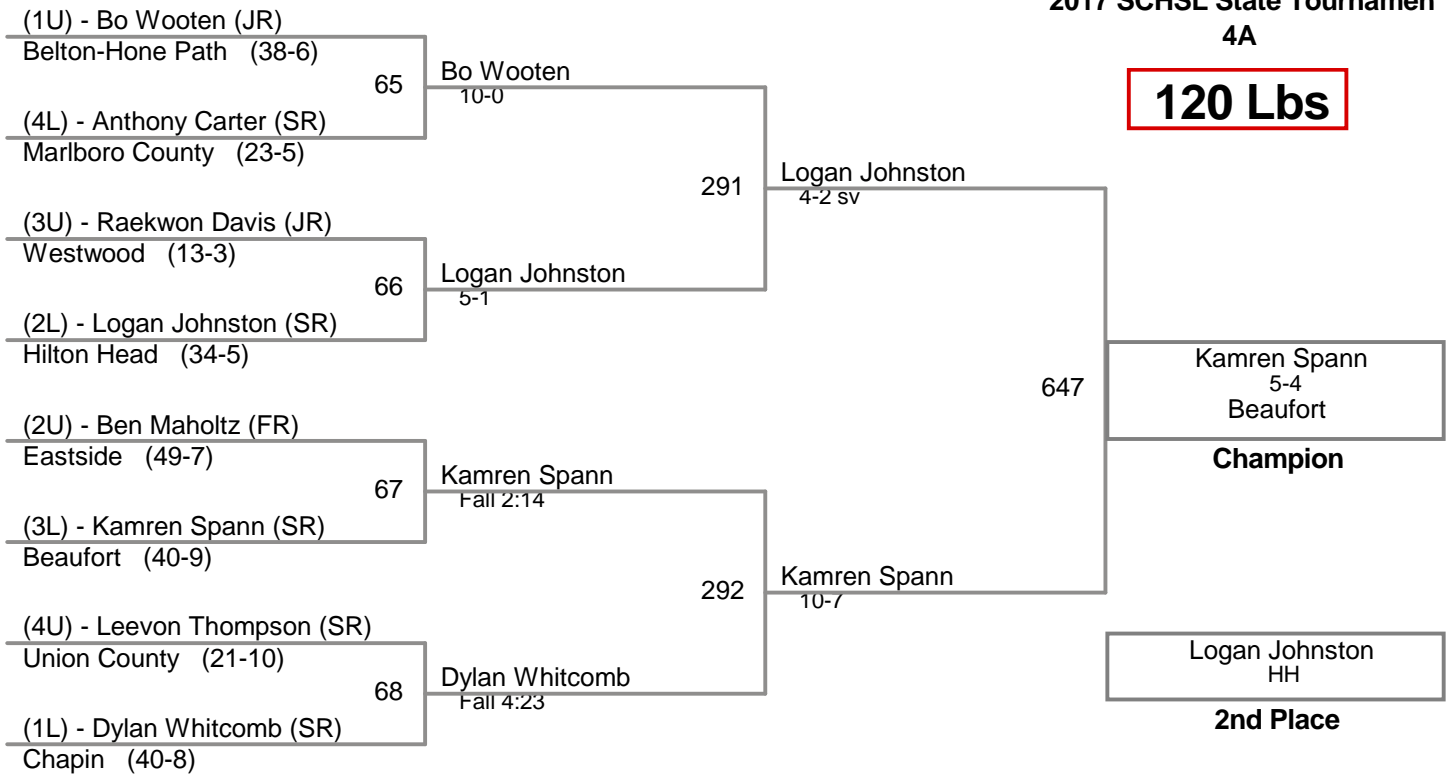 2017 SCHSL State Tournamen
4A
120 Lbs
(1U) - Bo Wooten (JR)
Belton-Hone Path (38-6)
65
Bo Wooten
10-0
(4L) - Anthony Carter (SR)
Marlboro County (23-5)
291
Logan Johnston
4-2 sv
(3U) - Raekwon Davis (JR)
Westwood (13-3)
66
Logan Johnston
5-1
(2L) - Logan Johnston (SR)
Hilton Head (34-5)
647
Kamren Spann
5-4
Beaufort
Champion
(2U) - Ben Maholtz (FR)
Eastside (49-7)
67
Kamren Spann
Fall 2:14
(3L) - Kamren Spann (SR)
Beaufort (40-9)
292
Kamren Spann
10-7
(4U) - Leevon Thompson (SR)
Union County (21-10)
68
Dylan Whitcomb
Fall 4:23
(1L) - Dylan Whitcomb (SR)
Chapin (40-8)
Logan Johnston
HH
2nd Place